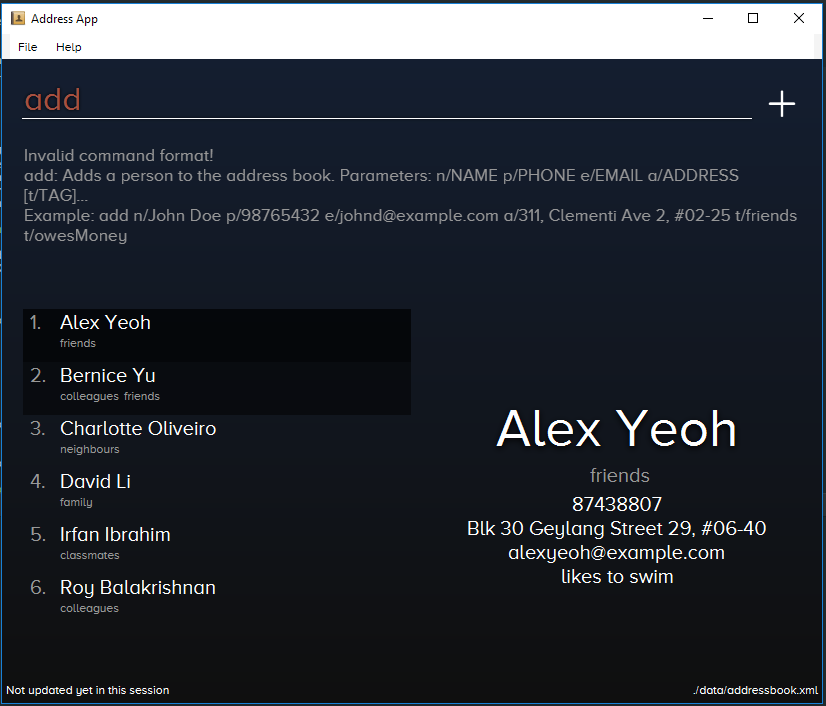 Address App
File Help
add
Invalid command format!
add: Adds a person to the address book. Parameters: n/NAME p/PHONE e/EMAIL a/ADDRESS
[t/TAG]...
Example: add n/John Doe p/98765432 e/johnd@example.com a/311, Clementi Ave 2, #02-25 t/friends
t/owesMoney
1. Alex Yeoh
friends
2. Bernice Yu
colleagues friends
3. Charlotte Oliveiro
neighbours
4. David Li
family
5. Irfan Ibrahim
classmates
6. Roy Balakrishnan
colleagues
Alex Yeoh
friends
87438807
Blk 30 Geylang Street 29, #06-40
alexyeoh@example.com
likes to swim
Not updated yet in this session
./data/addressbook.xml